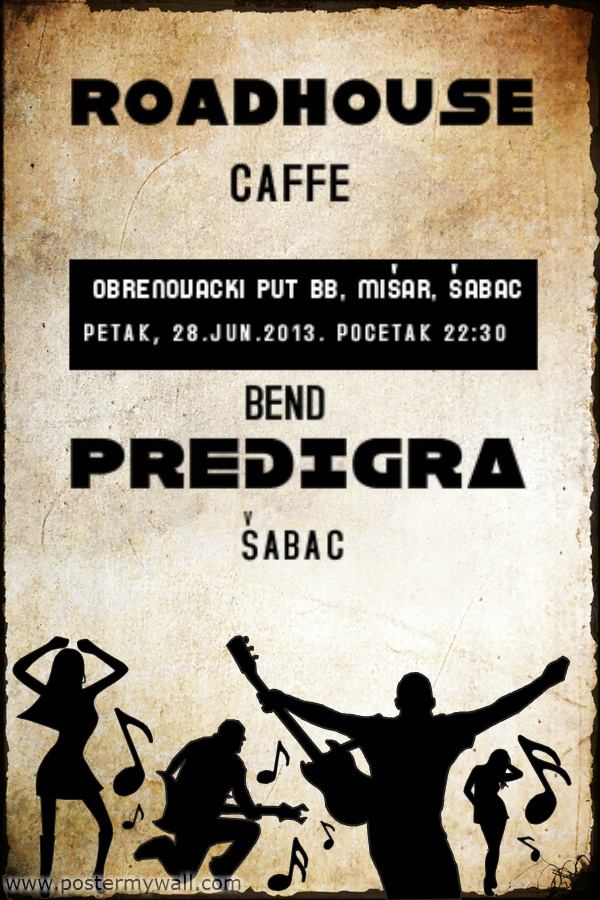 ROADHOUSE
CAFFE
OBRENOVACKI PUT BB, MIŠAR, ŠABAC
PETAK, 28.JUN.2013. POCETAK 22:30
BEND
PREDIGRA
ŠABAC
www.postermywall.com